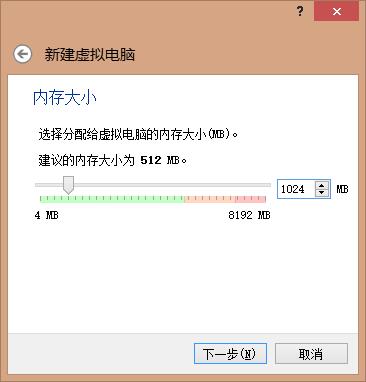 ?
×
新建虚拟电脑
内存大小
选择分配给虚拟电脑的内存大小(MB)。
建议的内存大小为 512 MB。
1024 MB
4 MB 8192 MB
下一步(N) 取消